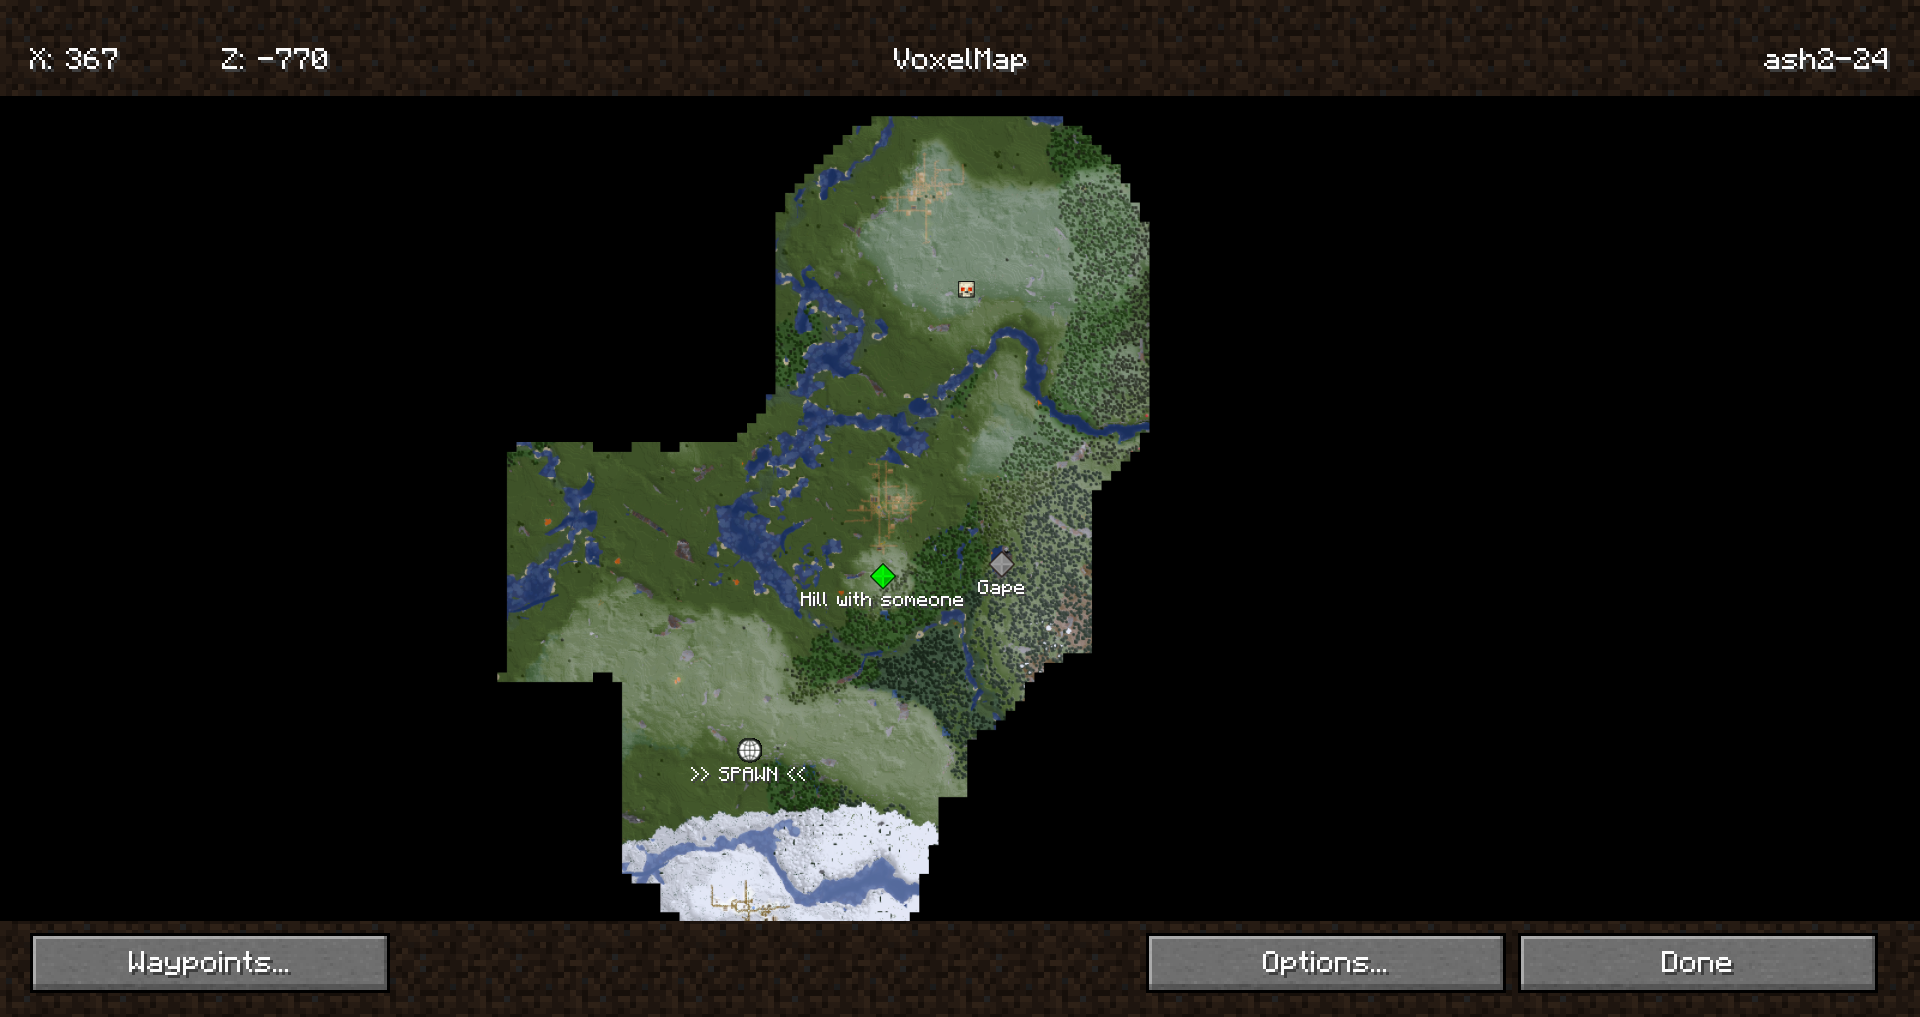 X: 367
Z: -770
VoxelMap
ash2-24
Gape
Hill with someone
>> SPAWN <<
Waypoints...
Options...
Done